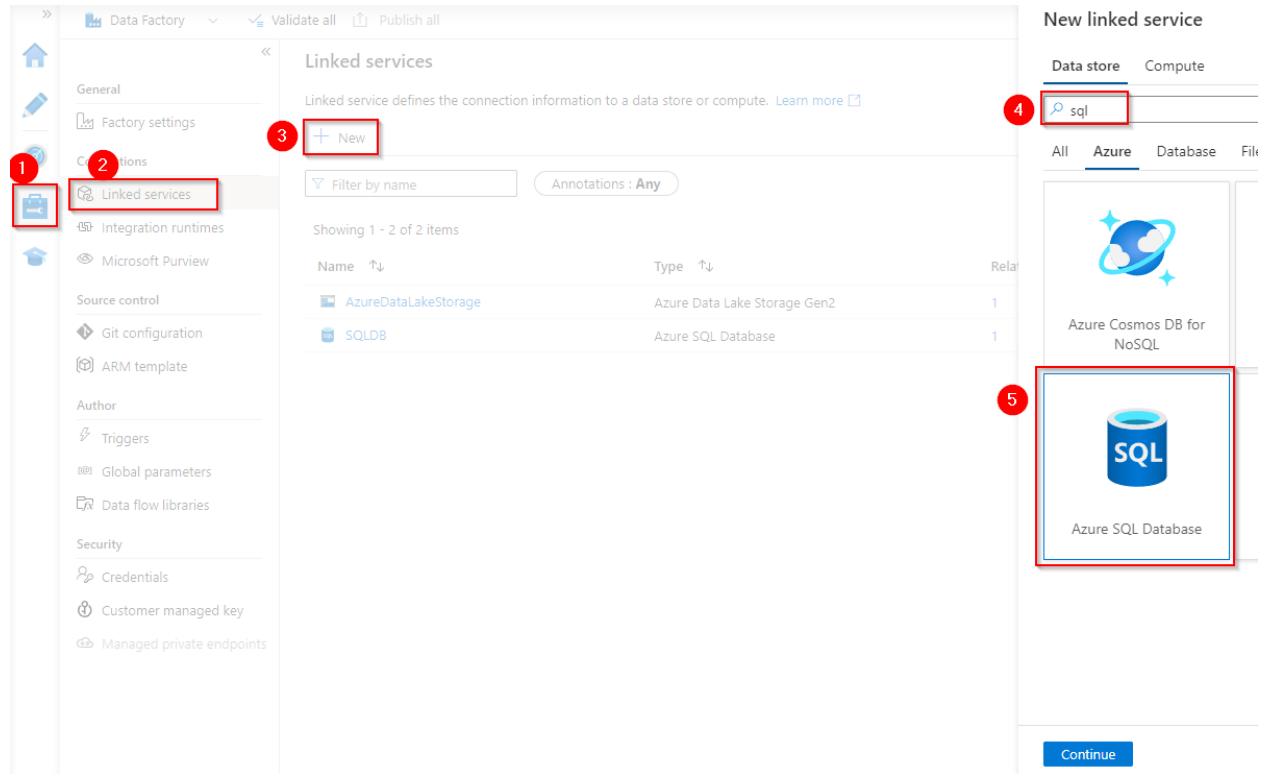 Data Factory
Validate all
Publish all
General
Factory settings
1
2
Linked services
Integration runtimes
Microsoft Purview
Source control
Git configuration
ARM template
Author
Triggers
Global parameters
Data flow libraries
Security
Credentials
Customer managed key
Managed private endpoints
Linked services
Linked service defines the connection information to a data store or compute. Learn more
3
+ New
Filter by name
Annotations : Any
Showing 1 - 2 of 2 items
Name Type
AzureDataLakeStorage Azure Data Lake Storage Gen2 1
SQLDB Azure SQL Database 1
New linked service
Data store Compute
4
sql
All Azure Database
Azure Cosmos DB for
NoSQL
5
SQL
Azure SQL Database
Continue